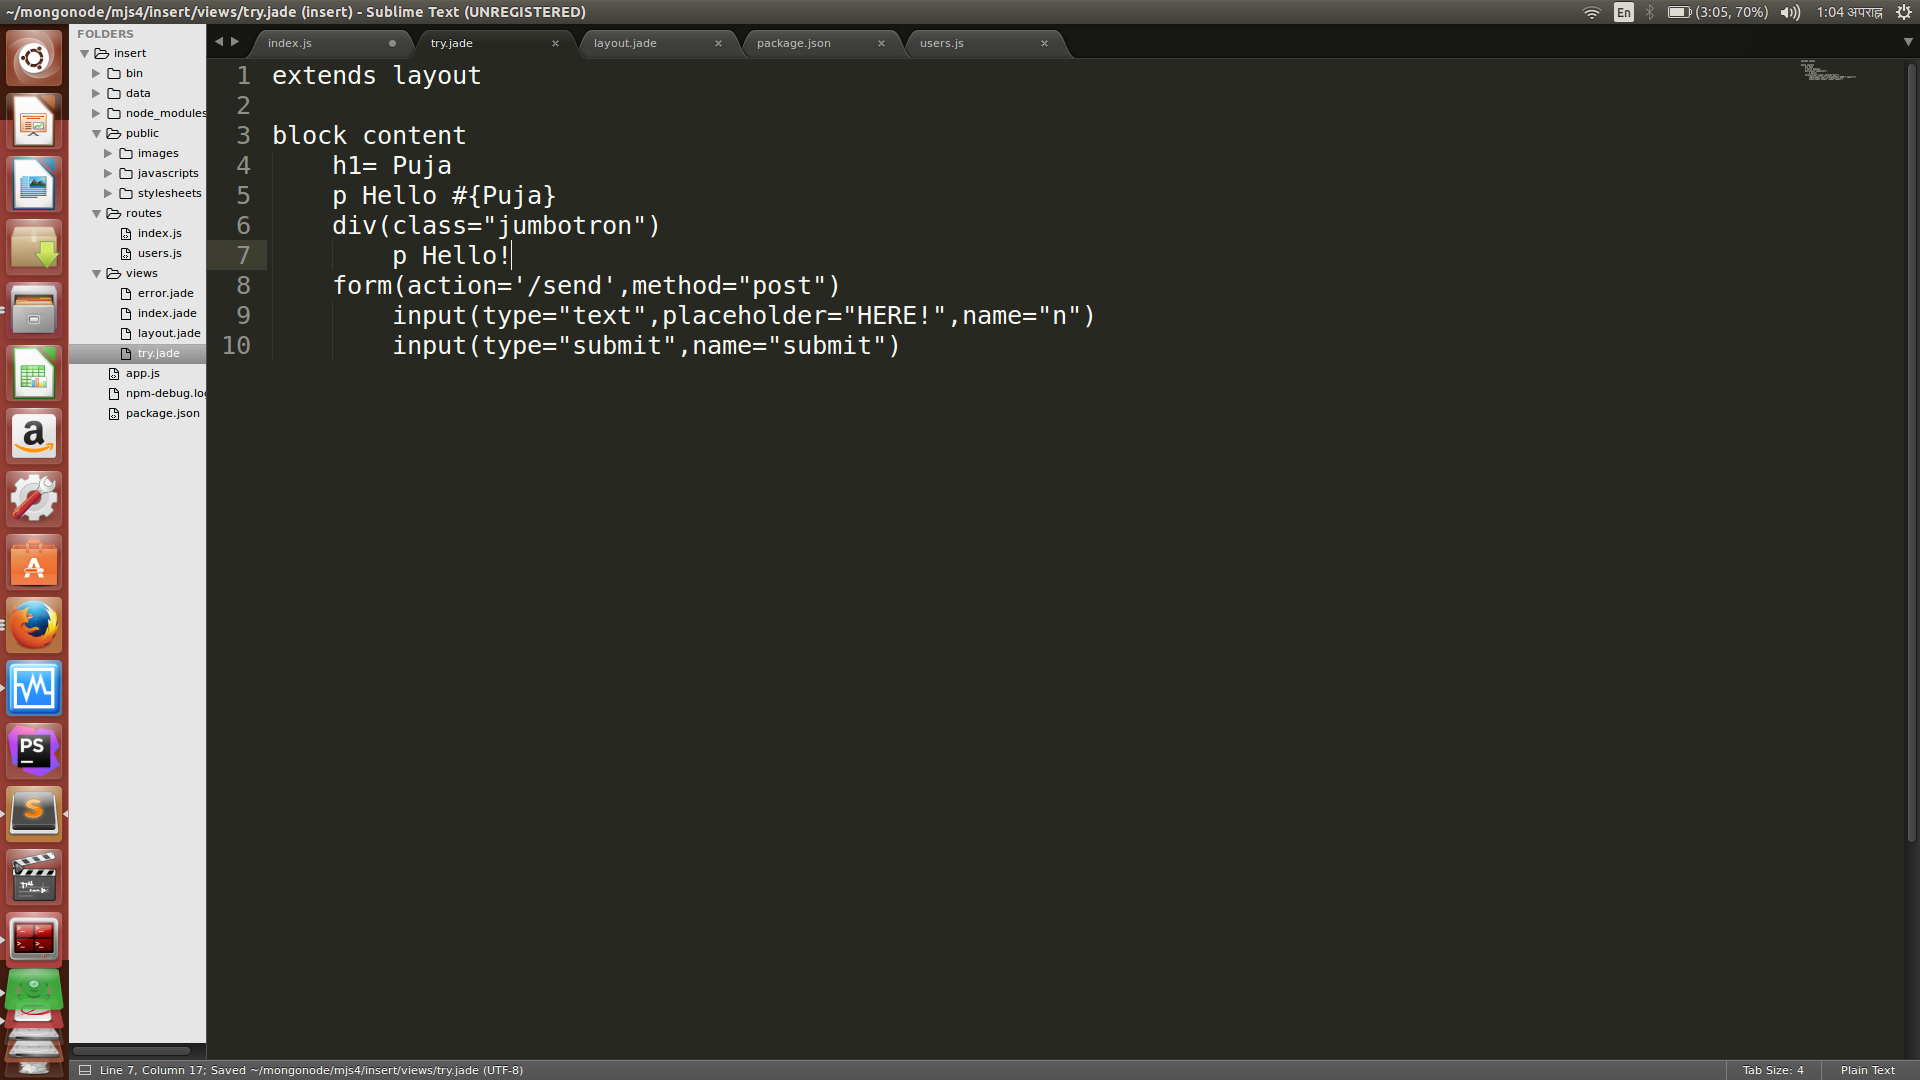 ~/mongonode/mjs4/insert/views/try.jade (insert) - Sublime Text (UNREGISTERED)
En
(3:05, 70%)
1:04 अपराह्न
FOLDERS
insert
bin
data
node_modules
public
images
javascripts
stylesheets
routes
index.js
users.js
views
error.jade
index.jade
layout.jade
try.jade
app.js
npm-debug.log
package.json
index.js
try.jade
layout.jade
package.json
users.js
1 extends layout
2
3 block content
4 h1= Puja
5 p Hello #{Puja}
6 div(class="jumbotron")
7 p Hello!
8 form(action='/send',method="post")
9 input(type="text",placeholder="HERE!",name="n")
10 input(type="submit",name="submit")
PS
Line 7, Column 17; Saved ~/mongonode/mjs4/insert/views/try.jade (UTF-8)
Tab Size: 4
Plain Text